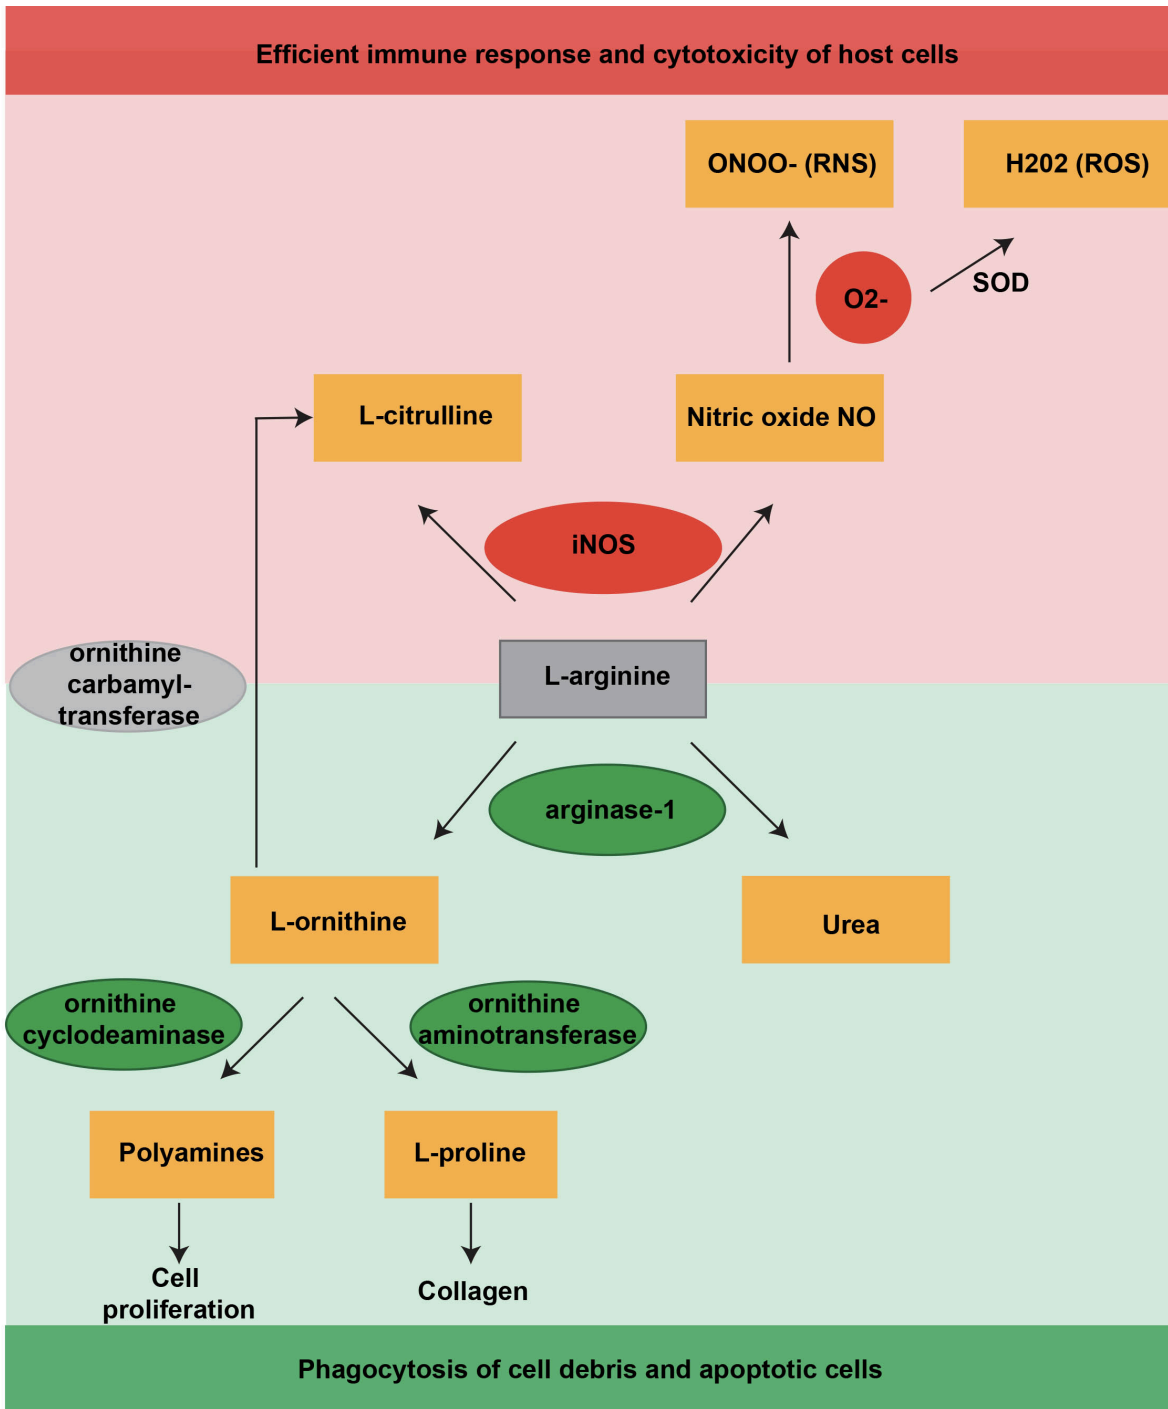 Efficient immune response and cytotoxicity of host cells
ONOO- (RNS)
H202 (ROS)
O2-
SOD
L-citrulline
Nitric oxide NO
iNOS
ornithine
carbamyl-
transferase
L-arginine
arginase-1
L-ornithine
Urea
ornithine
cyclodeaminase
ornithine
aminotransferase
Polyamines
L-proline
Cell
proliferation
Collagen
Phagocytosis of cell debris and apoptotic cells